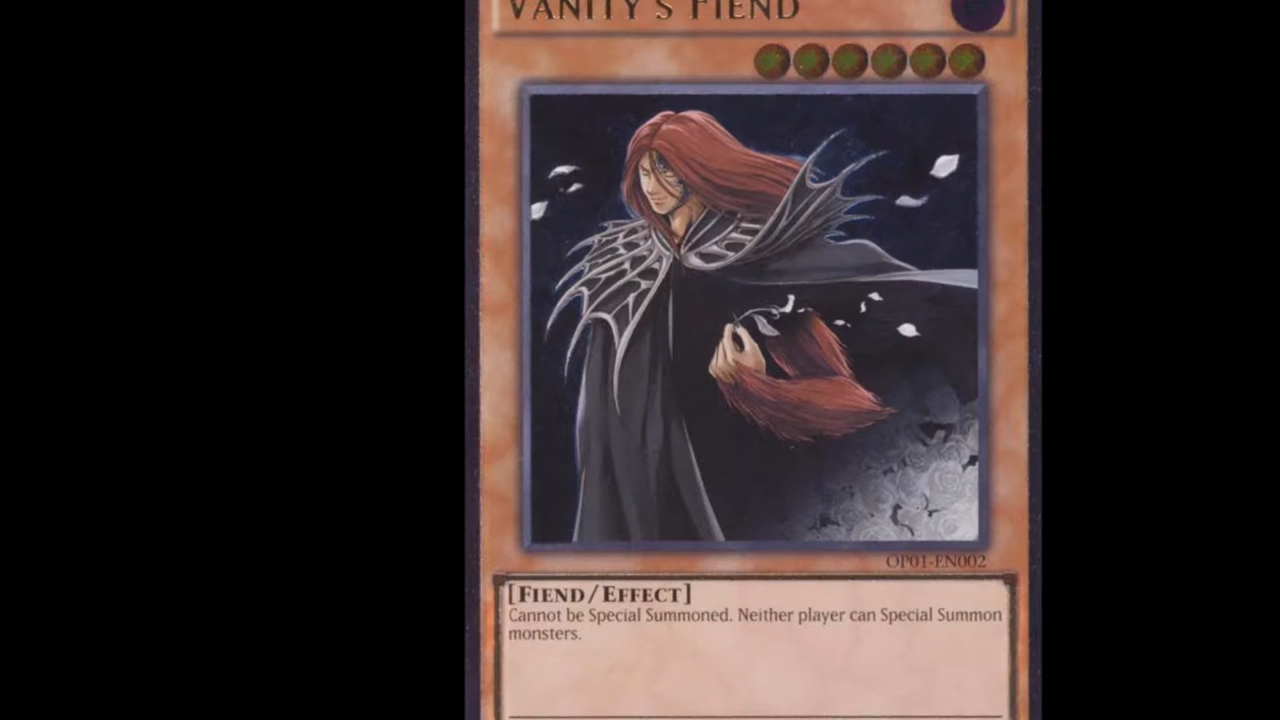 VANITY'S FIEND
OP01-EN002
[FIEND/EFFECT]
Cannot be Special Summoned. Neither player can Special Summon
monsters.